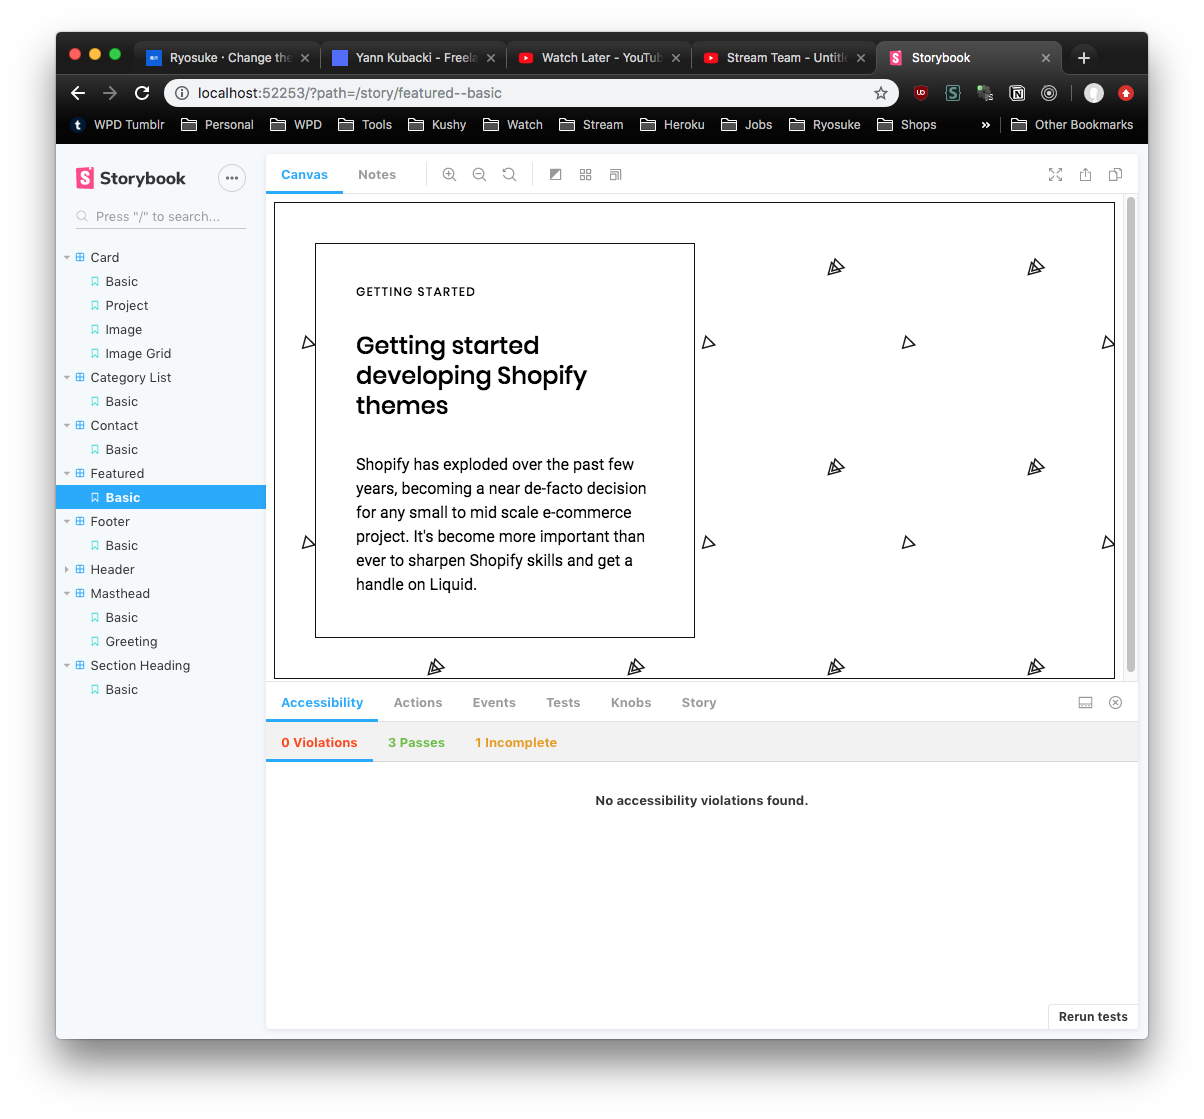 Ryosuke · Change the
Yann Kubacki - Freela
Watch Later - YouTub
Stream Team - Untitle
Storybook
localhost:52253/?path=/story/featured--basic
WPD Tumblr
Personal
WPD
Tools
Kushy
Watch
Stream
Heroku
Jobs
Ryosuke
Shops
»
Other Bookmarks
Storybook
Press "/" to search...
Card
Basic
Project
Image
Image Grid
Category List
Basic
Contact
Basic
Featured
Basic
Footer
Basic
Header
Masthead
Basic
Greeting
Section Heading
Basic
Canvas
Notes
GETTING STARTED
Getting started
developing Shopify
themes
Shopify has exploded over the past few
years, becoming a near de-facto decision
for any small to mid scale e-commerce
project. It's become more important than
ever to sharpen Shopify skills and get a
handle on Liquid.
Accessibility
Actions
Events
Tests
Knobs
Story
0 Violations
3 Passes
1 Incomplete
No accessibility violations found.
Rerun tests